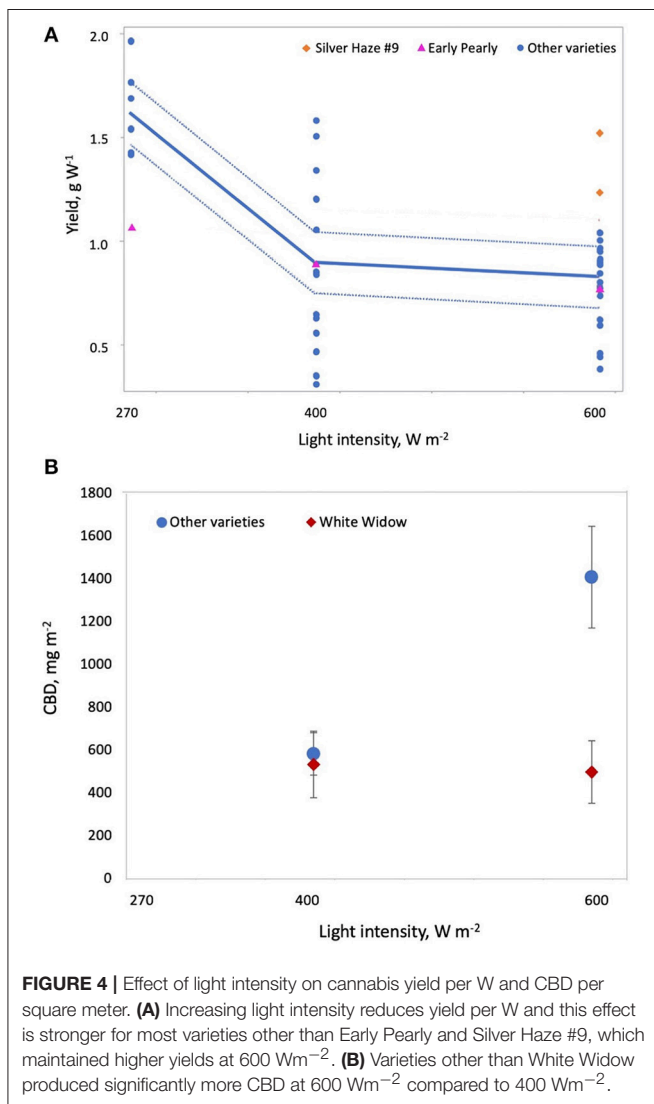 A
Silver Haze #9 Early Pearly Other varieties
2.0
1.5
1.0
0.5
Yield, g W⁻¹
270 400 600
Light intensity, W m⁻²
B
Other varieties White Widow
1800
1600
1400
1200
1000
800
600
400
200
0
CBD, mg m⁻²
270 400 600
Light intensity, W m⁻²
FIGURE 4 | Effect of light intensity on cannabis yield per W and CBD per
square meter. (A) Increasing light intensity reduces yield per W and this effect
is stronger for most varieties other than Early Pearly and Silver Haze #9, which
maintained higher yields at 600 Wm⁻². (B) Varieties other than White Widow
produced significantly more CBD at 600 Wm⁻² compared to 400 Wm⁻².